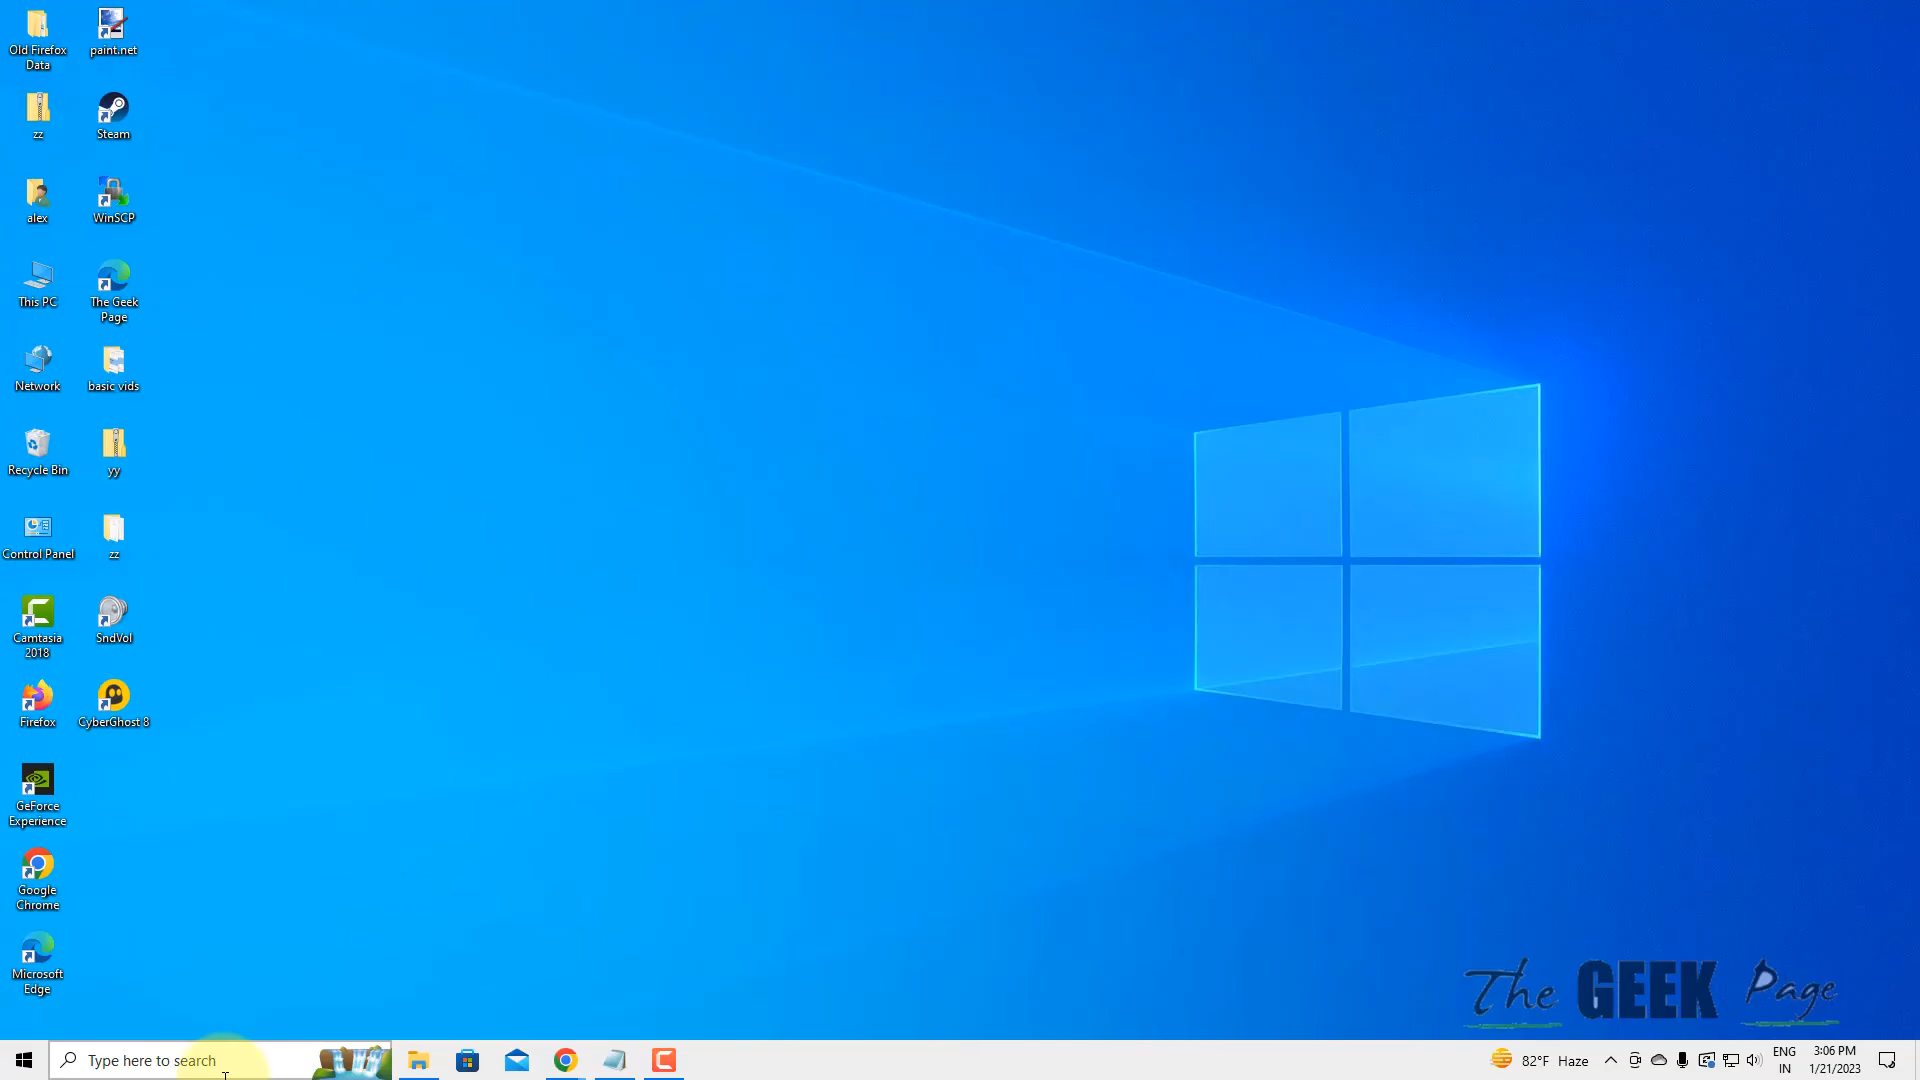 Old Firefox
Data
paint.net
zz
Steam
alex
WinSCP
This PC
The Geek
Page
Network
basic vids
Recycle Bin
yy
Control Panel
zz
Camtasia
2018
SndVol
Firefox
CyberGhost 8
GeForce
Experience
Google
Chrome
Microsoft
Edge
The GEEK Page
Type here to search
82°F Haze
ENG
IN
3:06 PM
1/21/2023